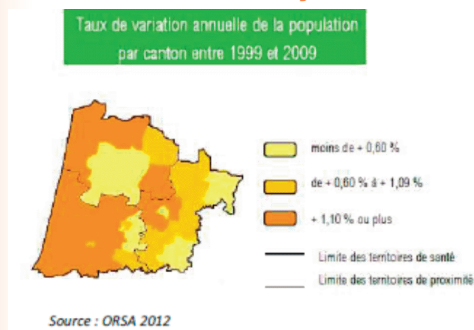 Taux de variation annuelle de la population
par canton entre 1999 et 2009
moins de + 0,60 %
de + 0,60 % à + 1,09 %
+ 1,10 % ou plus
Limite des territoires de santé
Limite des territoires de proximité
Source : ORSA 2012